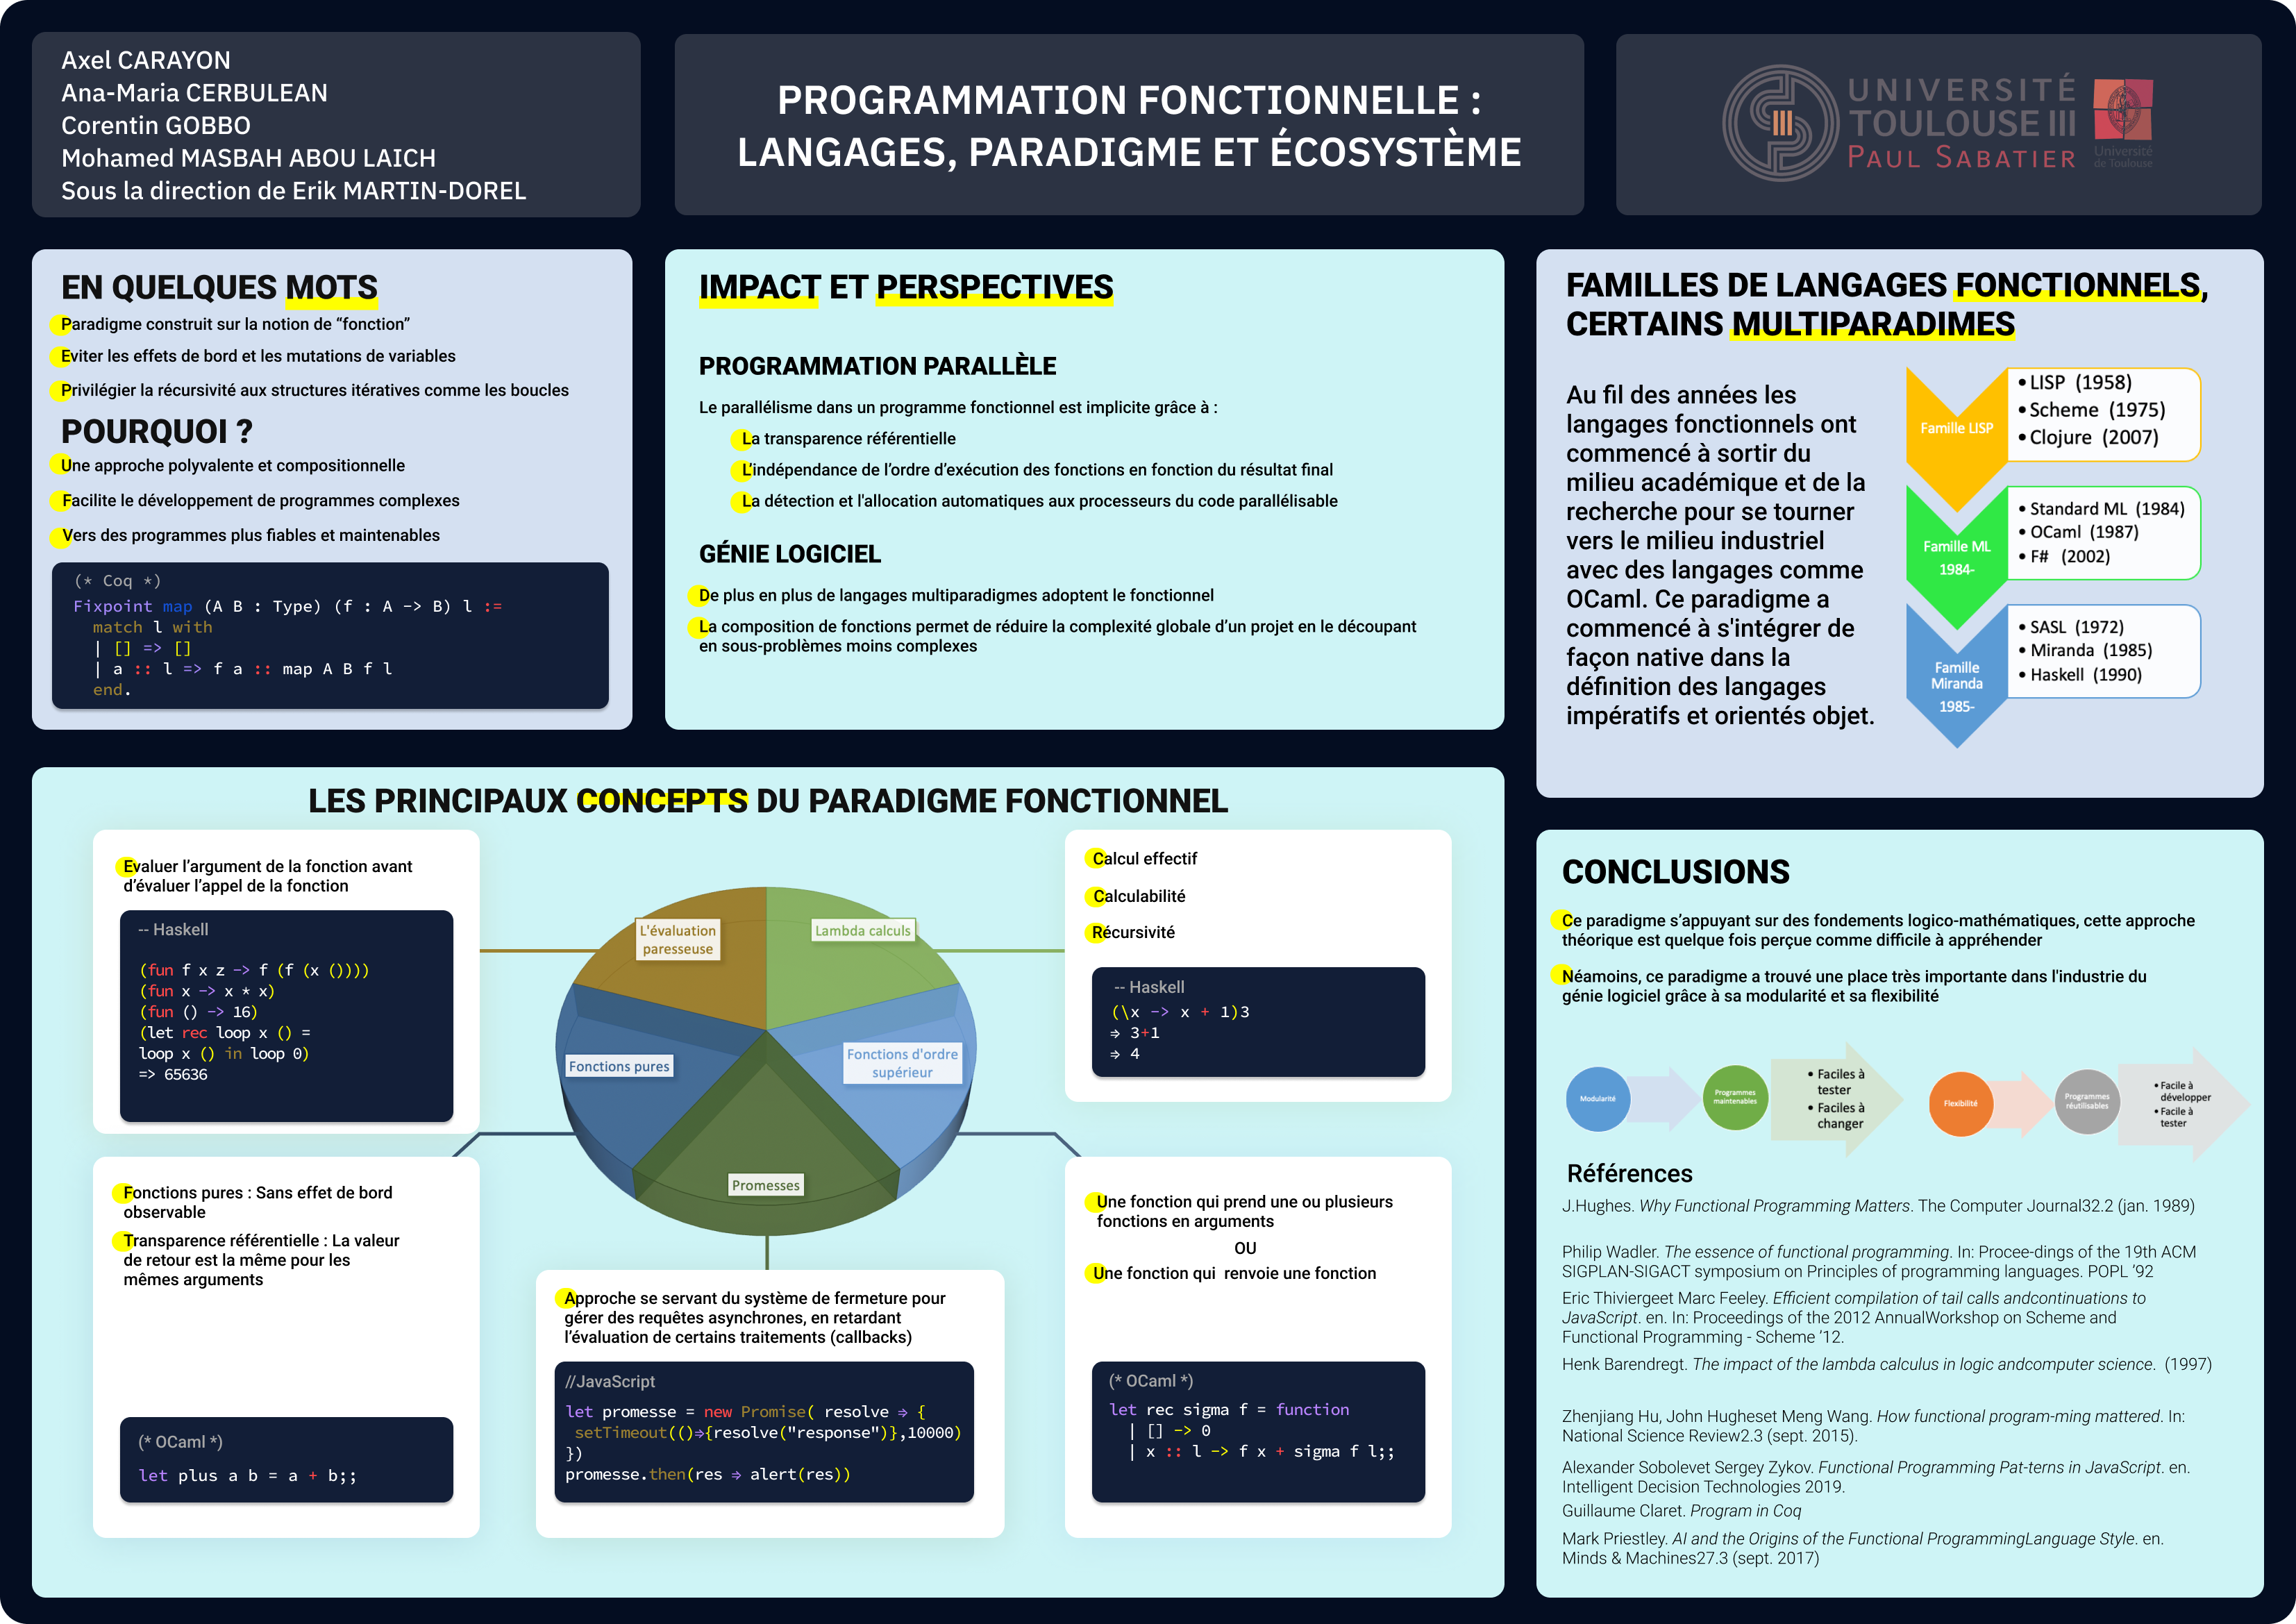 Axel CARAYON
Ana-Maria CERBULEAN
Corentin GOBBO
Mohamed MASBAH ABOU LAICH
Sous la direction de Erik MARTIN-DOREL
PROGRAMMATION FONCTIONNELLE :
LANGAGES, PARADIGME ET ÉCOSYSTÈME
UNIVERSITÉ
TOULOUSE III
PAUL SABATIER
Université
de Toulouse
EN QUELQUES MOTS
Paradigme construit sur la notion de “fonction”
Eviter les effets de bord et les mutations de variables
Privilégier la récursivité aux structures itératives comme les boucles
POURQUOI ?
Une approche polyvalente et compositionnelle
Facilite le développement de programmes complexes
Vers des programmes plus fiables et maintenables
(* Coq *)
Fixpoint map (A B : Type) (f : A -> B) l :=
match l with
| [] => []
| a :: l => f a :: map A B f l
end.
IMPACT ET PERSPECTIVES
PROGRAMMATION PARALLÈLE
Le parallélisme dans un programme fonctionnel est implicite grâce à :
La transparence référentielle
L’indépendance de l’ordre d’exécution des fonctions en fonction du résultat final
La détection et l'allocation automatiques aux processeurs du code parallélisable
GÉNIE LOGICIEL
De plus en plus de langages multiparadigmes adoptent le fonctionnel
La composition de fonctions permet de réduire la complexité globale d’un projet en le découpant
en sous-problèmes moins complexes
FAMILLES DE LANGAGES FONCTIONNELS,
CERTAINS MULTIPARADIMES
Au fil des années les
langages fonctionnels ont
commencé à sortir du
milieu académique et de la
recherche pour se tourner
vers le milieu industriel
avec des langages comme
OCaml. Ce paradigme a
commencé à s'intégrer de
façon native dans la
définition des langages
impératifs et orientés objet.
Famille LISP
• LISP (1958)
• Scheme (1975)
• Clojure (2007)
Famille ML
1984-
• Standard ML (1984)
• OCaml (1987)
• F# (2002)
Famille
Miranda
1985-
• SASL (1972)
• Miranda (1985)
• Haskell (1990)
LES PRINCIPAUX CONCEPTS DU PARADIGME FONCTIONNEL
Evaluer l’argument de la fonction avant
d’évaluer l’appel de la fonction
-- Haskell
(fun f x z -> f (f (x ())))
(fun x -> x * x)
(fun () -> 16)
(let rec loop x () =
loop x () in loop 0)
=> 65636
L'évaluation
paresseuse
Lambda calculs
Fonctions pures
Fonctions d'ordre
supérieur
Promesses
Calcul effectif
Calculabilité
Récursivité
-- Haskell
(\x -> x + 1)3
⇒ 3+1
⇒ 4
Fonctions pures : Sans effet de bord
observable
Transparence référentielle : La valeur
de retour est la même pour les
mêmes arguments
(* OCaml *)
let plus a b = a + b;;
Approche se servant du système de fermeture pour
gérer des requêtes asynchrones, en retardant
l’évaluation de certains traitements (callbacks)
//JavaScript
let promesse = new Promise( resolve ⇒ {
setTimeout(()⇒{resolve("response")},10000)
})
promesse.then(res ⇒ alert(res))
Une fonction qui prend une ou plusieurs
fonctions en arguments
OU
Une fonction qui renvoie une fonction
(* OCaml *)
let rec sigma f = function
| [] -> 0
| x :: l -> f x + sigma f l;;
CONCLUSIONS
Ce paradigme s’appuyant sur des fondements logico-mathématiques, cette approche
théorique est quelque fois perçue comme difficile à appréhender
Néamoins, ce paradigme a trouvé une place très importante dans l'industrie du
génie logiciel grâce à sa modularité et sa flexibilité
Modularité
Programmes
maintenables
• Faciles à
tester
• Faciles à
changer
Flexibilité
Programmes
réutilisables
• Facile à
développer
• Facile à
tester
Références
J.Hughes. Why Functional Programming Matters. The Computer Journal32.2 (jan. 1989)
Philip Wadler. The essence of functional programming. In: Procee-dings of the 19th ACM
SIGPLAN-SIGACT symposium on Principles of programming languages. POPL ’92
Eric Thiviergeet Marc Feeley. Efficient compilation of tail calls andcontinuations to
JavaScript. en. In: Proceedings of the 2012 AnnualWorkshop on Scheme and
Functional Programming - Scheme ’12.
Henk Barendregt. The impact of the lambda calculus in logic andcomputer science. (1997)
Zhenjiang Hu, John Hugheset Meng Wang. How functional program-ming mattered. In:
National Science Review2.3 (sept. 2015).
Alexander Sobolevet Sergey Zykov. Functional Programming Pat-terns in JavaScript. en.
Intelligent Decision Technologies 2019.
Guillaume Claret. Program in Coq
Mark Priestley. AI and the Origins of the Functional ProgrammingLanguage Style. en.
Minds & Machines27.3 (sept. 2017)